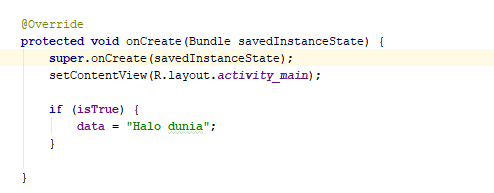 @Override
protected void onCreate(Bundle savedInstanceState) {
    super.onCreate(savedInstanceState);
    setContentView(R.layout.activity_main);

    if (isTrue) {
        data = "Halo dunia";
    }

}